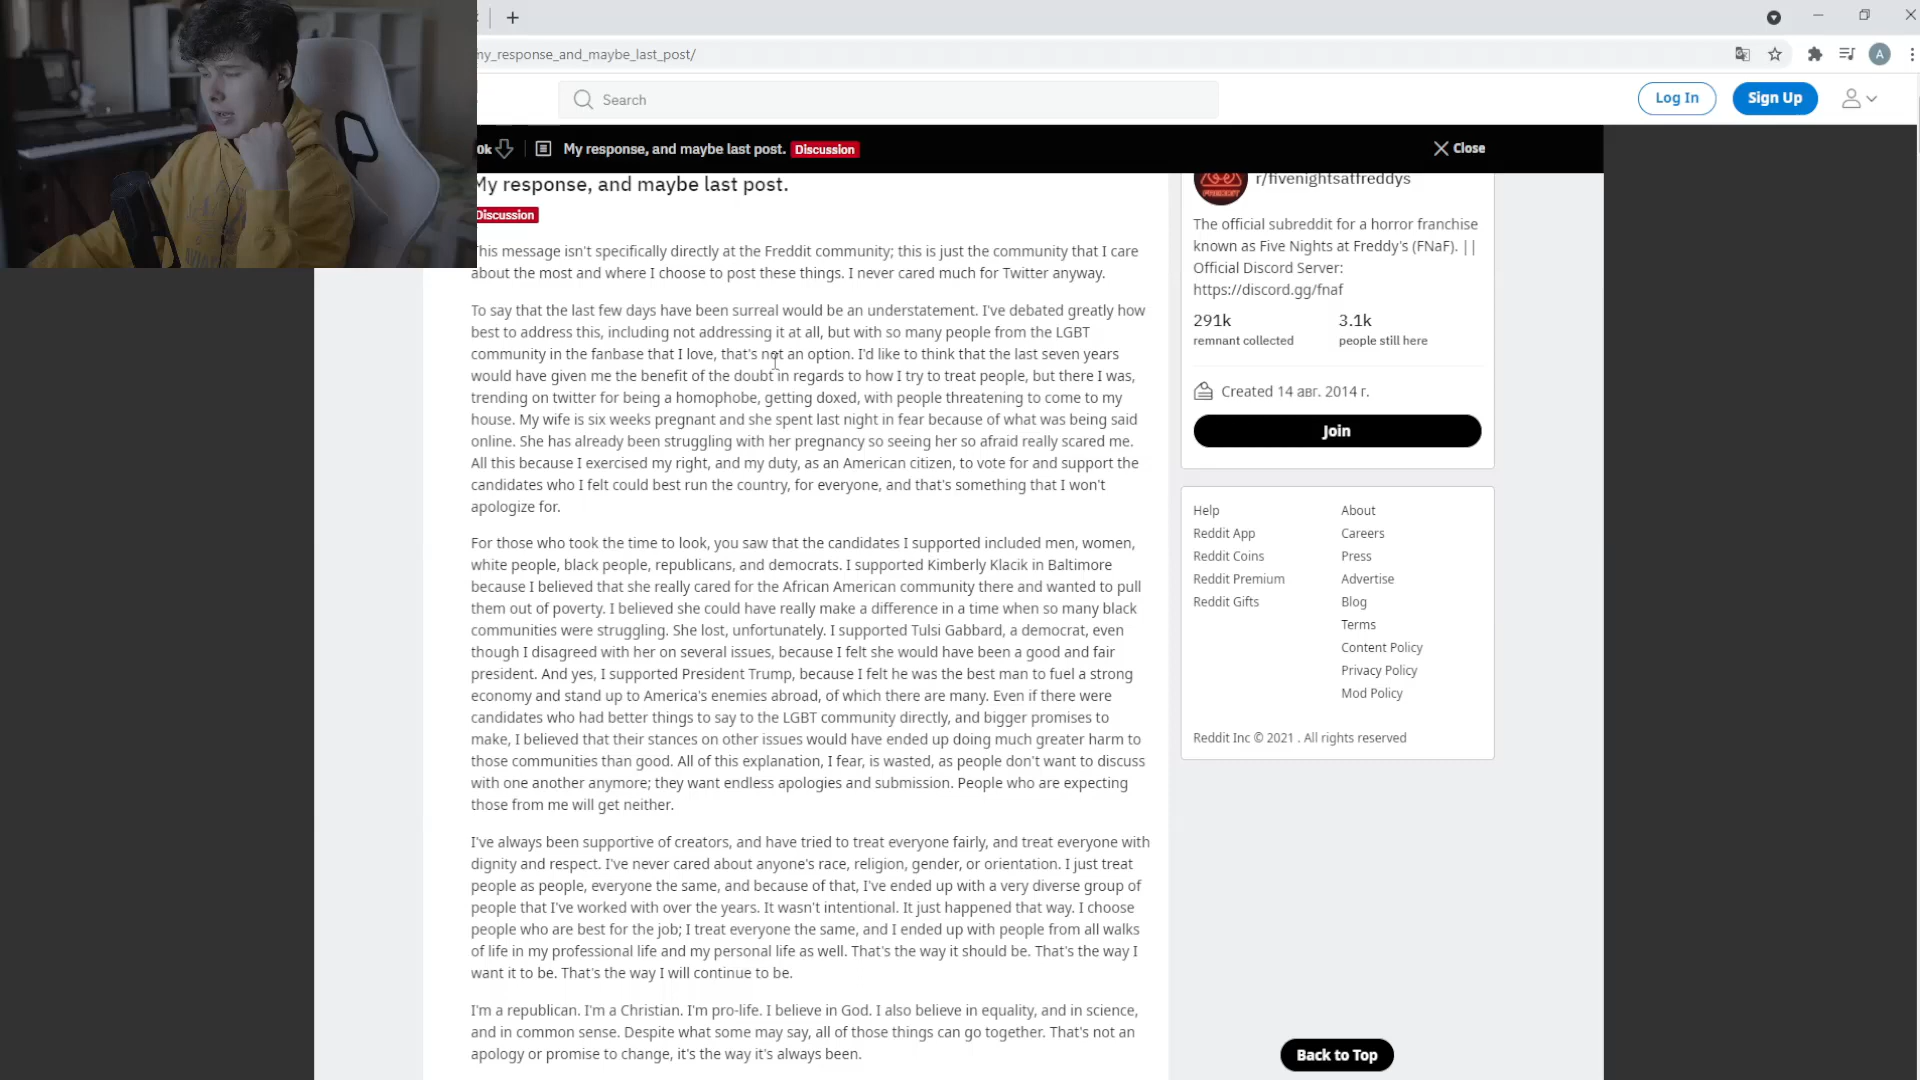 my_response_and_maybe_last_post/
A
Search
Log In
Sign Up
0k
My response, and maybe last post.
Discussion
Close
My response, and maybe last post.
Discussion
This message isn't specifically directly at the Freddit community; this is just the community that I care
about the most and where I choose to post these things. I never cared much for Twitter anyway.
To say that the last few days have been surreal would be an understatement. I've debated greatly how
best to address this, including not addressing it at all, but with so many people from the LGBT
community in the fanbase that I love, that's not an option. I'd like to think that the last seven years
would have given me the benefit of the doubt in regards to how I try to treat people, but there I was,
trending on twitter for being a homophobe, getting doxed, with people threatening to come to my
house. My wife is six weeks pregnant and she spent last night in fear because of what was being said
online. She has already been struggling with her pregnancy so seeing her so afraid really scared me.
All this because I exercised my right, and my duty, as an American citizen, to vote for and support the
candidates who I felt could best run the country, for everyone, and that's something that I won't
apologize for.
For those who took the time to look, you saw that the candidates I supported included men, women,
white people, black people, republicans, and democrats. I supported Kimberly Klacik in Baltimore
because I believed that she really cared for the African American community there and wanted to pull
them out of poverty. I believed she could have really make a difference in a time when so many black
communities were struggling. She lost, unfortunately. I supported Tulsi Gabbard, a democrat, even
though I disagreed with her on several issues, because I felt she would have been a good and fair
president. And yes, I supported President Trump, because I felt he was the best man to fuel a strong
economy and stand up to America's enemies abroad, of which there are many. Even if there were
candidates who had better things to say to the LGBT community directly, and bigger promises to
make, I believed that their stances on other issues would have ended up doing much greater harm to
those communities than good. All of this explanation, I fear, is wasted, as people don't want to discuss
with one another anymore; they want endless apologies and submission. People who are expecting
those from me will get neither.
I've always been supportive of creators, and have tried to treat everyone fairly, and treat everyone with
dignity and respect. I've never cared about anyone's race, religion, gender, or orientation. I just treat
people as people, everyone the same, and because of that, I've ended up with a very diverse group of
people that I've worked with over the years. It wasn't intentional. It just happened that way. I choose
people who are best for the job; I treat everyone the same, and I ended up with people from all walks
of life in my professional life and my personal life as well. That's the way it should be. That's the way I
want it to be. That's the way I will continue to be.
I'm a republican. I'm a Christian. I'm pro-life. I believe in God. I also believe in equality, and in science,
and in common sense. Despite what some may say, all of those things can go together. That's not an
apology or promise to change, it's the way it's always been.
r/fivenightsatfreddys
The official subreddit for a horror franchise
known as Five Nights at Freddy's (FNaF). ||
Official Discord Server:
https://discord.gg/fnaf
291k
remnant collected
3.1k
people still here
Created 14 авг. 2014 г.
Join
Help
Reddit App
Reddit Coins
Reddit Premium
Reddit Gifts
About
Careers
Press
Advertise
Blog
Terms
Content Policy
Privacy Policy
Mod Policy
Reddit Inc © 2021 . All rights reserved
Back to Top